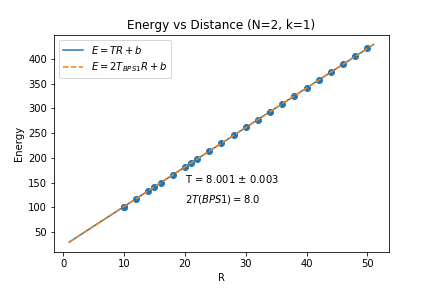 Energy vs Distance (N=2, k=1)
E = TR + b
E = 2T_{BPS1}R + b
400
350
300
250
200
150
100
50
Energy
T = 8.001 ± 0.003
2T(BPS1) = 8.0
0 10 20 30 40 50
R